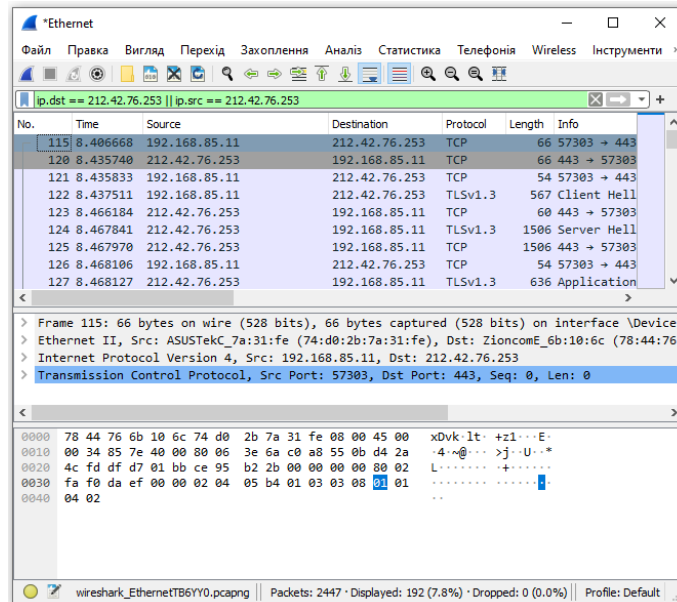 *Ethernet
Файл Правка Вигляд Перехід Захоплення Аналіз Статистика Телефонія Wireless Інструменти
ip.dst == 212.42.76.253 || ip.src == 212.42.76.253
No. Time Source Destination Protocol Length Info
115 8.406668 192.168.85.11 212.42.76.253 TCP 66 57303 → 443
120 8.435740 212.42.76.253 192.168.85.11 TCP 66 443 → 57303
121 8.435833 192.168.85.11 212.42.76.253 TCP 54 57303 → 443
122 8.437511 192.168.85.11 212.42.76.253 TLSv1.3 567 Client Hell
123 8.466184 212.42.76.253 192.168.85.11 TCP 60 443 → 57303
124 8.467841 212.42.76.253 192.168.85.11 TLSv1.3 1506 Server Hell
125 8.467970 212.42.76.253 192.168.85.11 TCP 1506 443 → 57303
126 8.468106 192.168.85.11 212.42.76.253 TCP 54 57303 → 443
127 8.468127 212.42.76.253 192.168.85.11 TLSv1.3 636 Application
Frame 115: 66 bytes on wire (528 bits), 66 bytes captured (528 bits) on interface \Device
Ethernet II, Src: ASUSTekC_7a:31:fe (74:d0:2b:7a:31:fe), Dst: ZioncomE_6b:10:6c (78:44:76
Internet Protocol Version 4, Src: 192.168.85.11, Dst: 212.42.76.253
Transmission Control Protocol, Src Port: 57303, Dst Port: 443, Seq: 0, Len: 0
0000 78 44 76 6b 10 6c 74 d0 2b 7a 31 fe 08 00 45 00 xDvk·lt· +z1···E·
0010 00 34 85 7e 40 00 80 06 3e 6a c0 a8 55 0b d4 2a ·4·~@··· >j··U··*
0020 4c fd df d7 01 bb ce 95 b2 2b 00 00 00 00 80 02 L······· ·+······
0030 fa f0 da ef 00 00 02 04 05 b4 01 03 03 08 01 01 ········ ········
0040 04 02 ··
wireshark_EthernetTB6YY0.pcapng Packets: 2447 · Displayed: 192 (7.8%) · Dropped: 0 (0.0%) Profile: Default